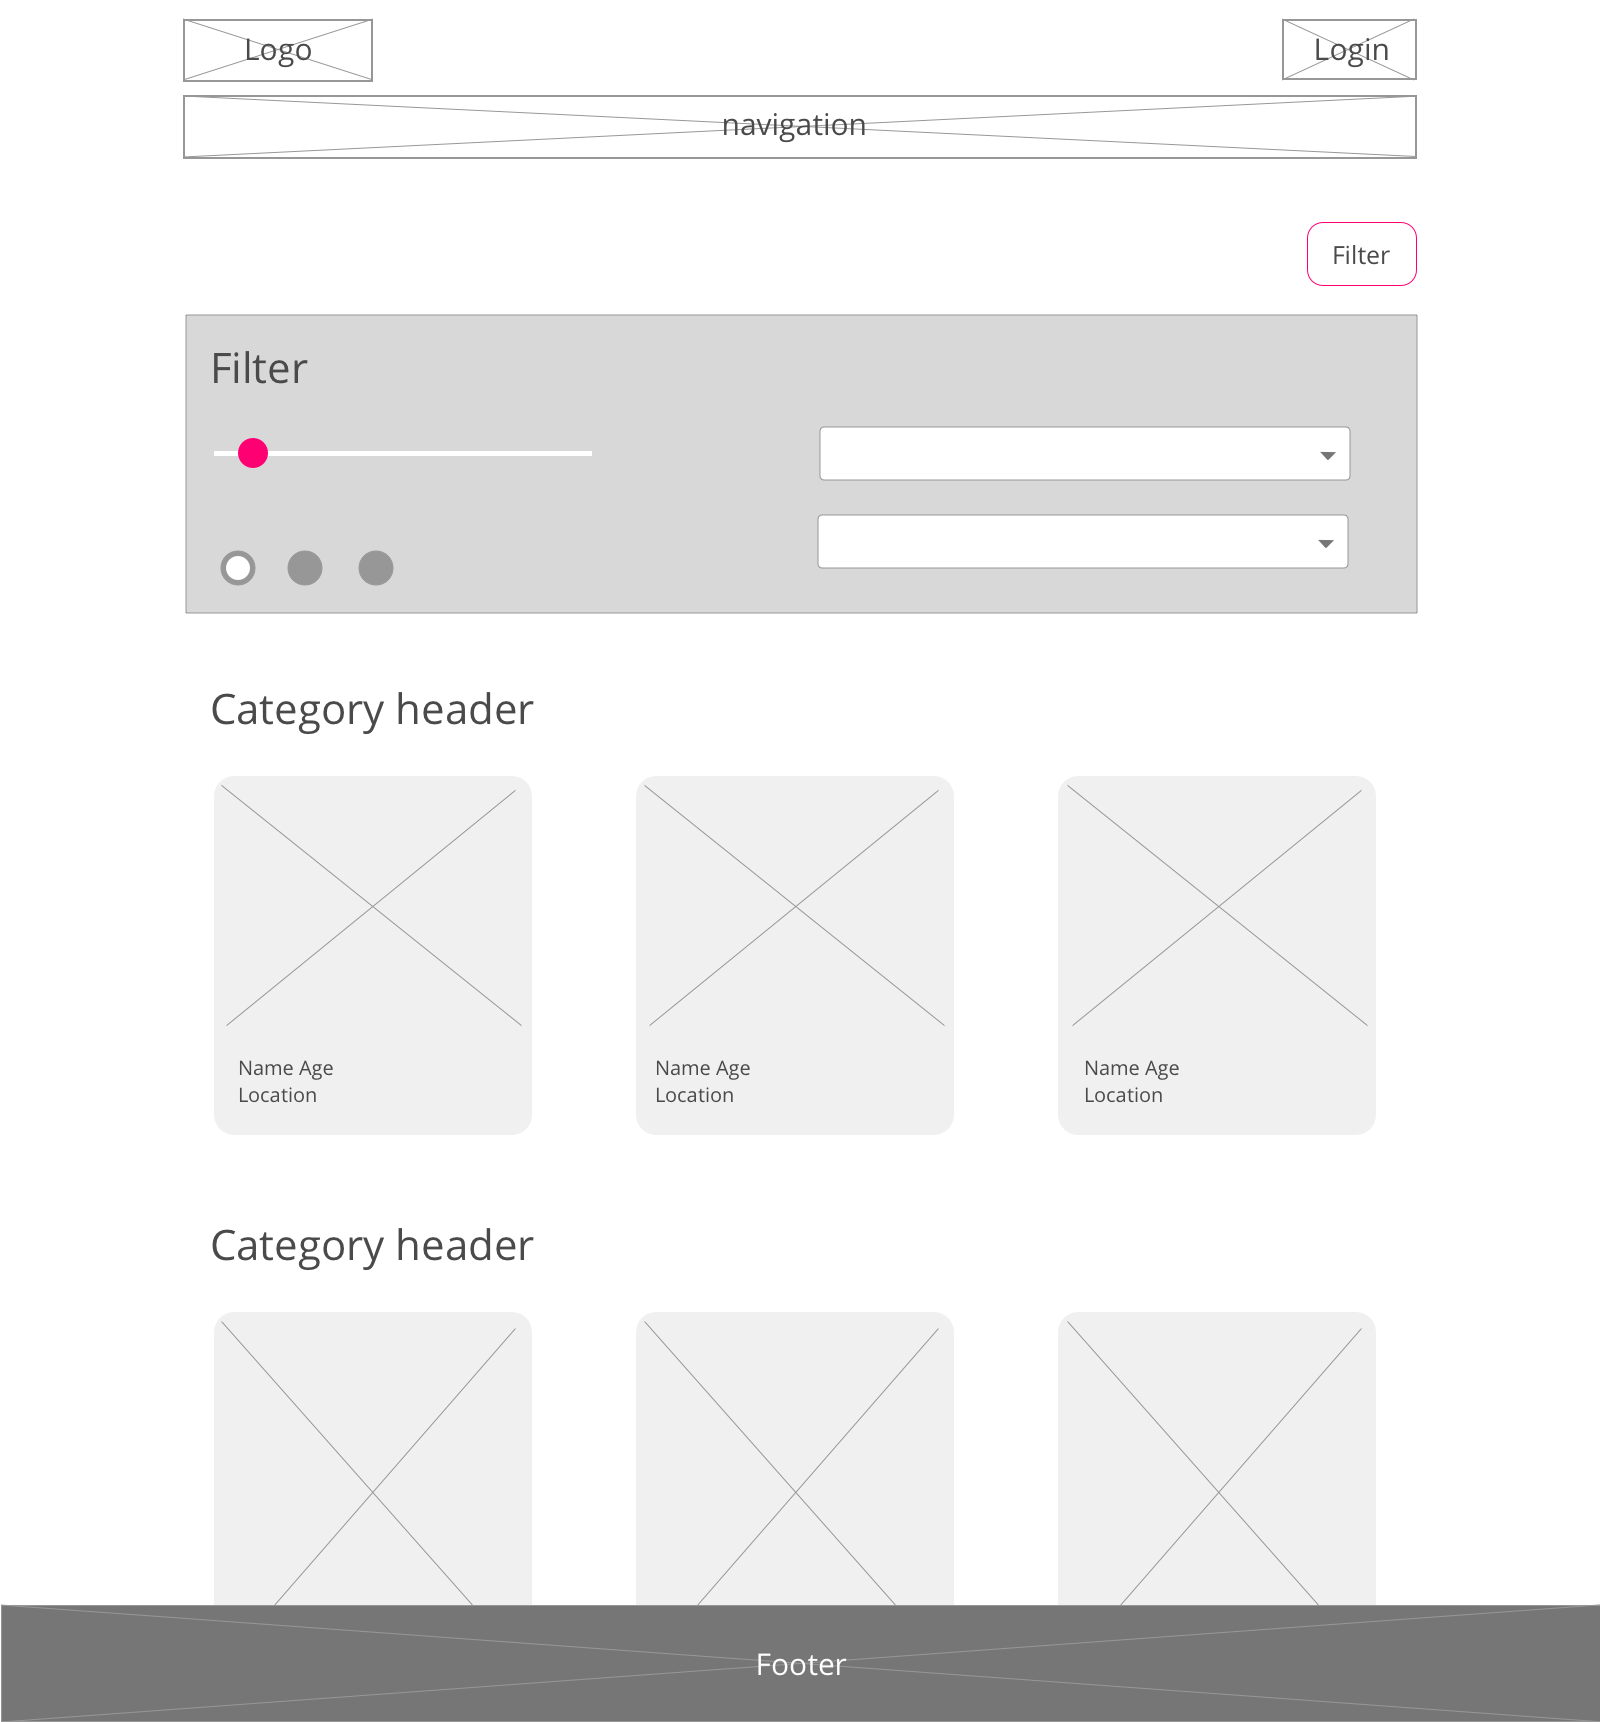 Logo
Login
navigation
Filter
Filter
Category header
Name Age
Location
Name Age
Location
Name Age
Location
Category header
Footer